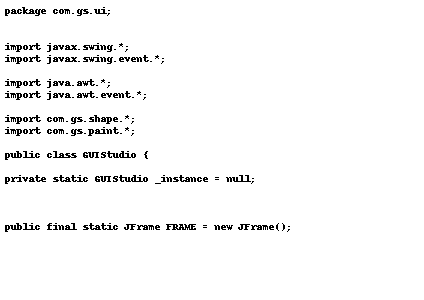 package com.gs.ui;
import javax.swing.*;
import javax.swing.event.*;
import java.awt.*;
import java.awt.event.*;
import com.gs.shape.*;
import com.gs.paint.*;
public class GUIStudio {
private static GUIStudio _instance = null;
public final static JFrame FRAME = new JFrame();